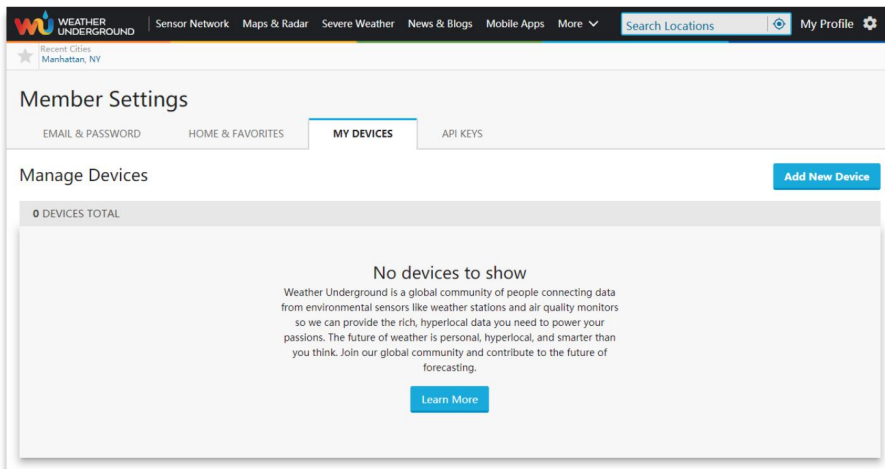 WEATHER
UNDERGROUND
Sensor Network Maps & Radar Severe Weather News & Blogs Mobile Apps More Search Locations My Profile
Recent Cities
Manhattan, NY
Member Settings
EMAIL & PASSWORD HOME & FAVORITES MY DEVICES API KEYS
Manage Devices Add New Device
0 DEVICES TOTAL
No devices to show
Weather Underground is a global community of people connecting data
from environmental sensors like weather stations and air quality monitors
so we can provide the rich, hyperlocal data you need to power your
passions. The future of weather is personal, hyperlocal, and smarter than
you think. Join our global community and contribute to the future of
forecasting.
Learn More